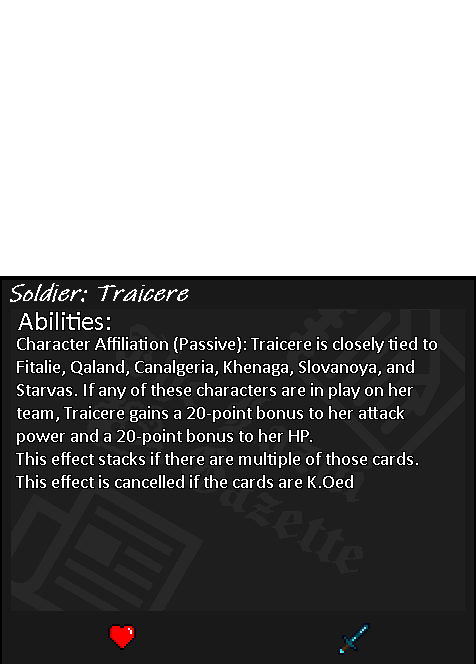 Soldier: Traicere
Abilities:
Character Affiliation (Passive): Traicere is closely tied to
Fitalie, Qaland, Canalgeria, Khenaga, Slovanoya, and
Starvas. If any of these characters are in play on her
team, Traicere gains a 20-point bonus to her attack
power and a 20-point bonus to her HP.
This effect stacks if there are multiple of those cards.
This effect is cancelled if the cards are K.Oed
Gazette